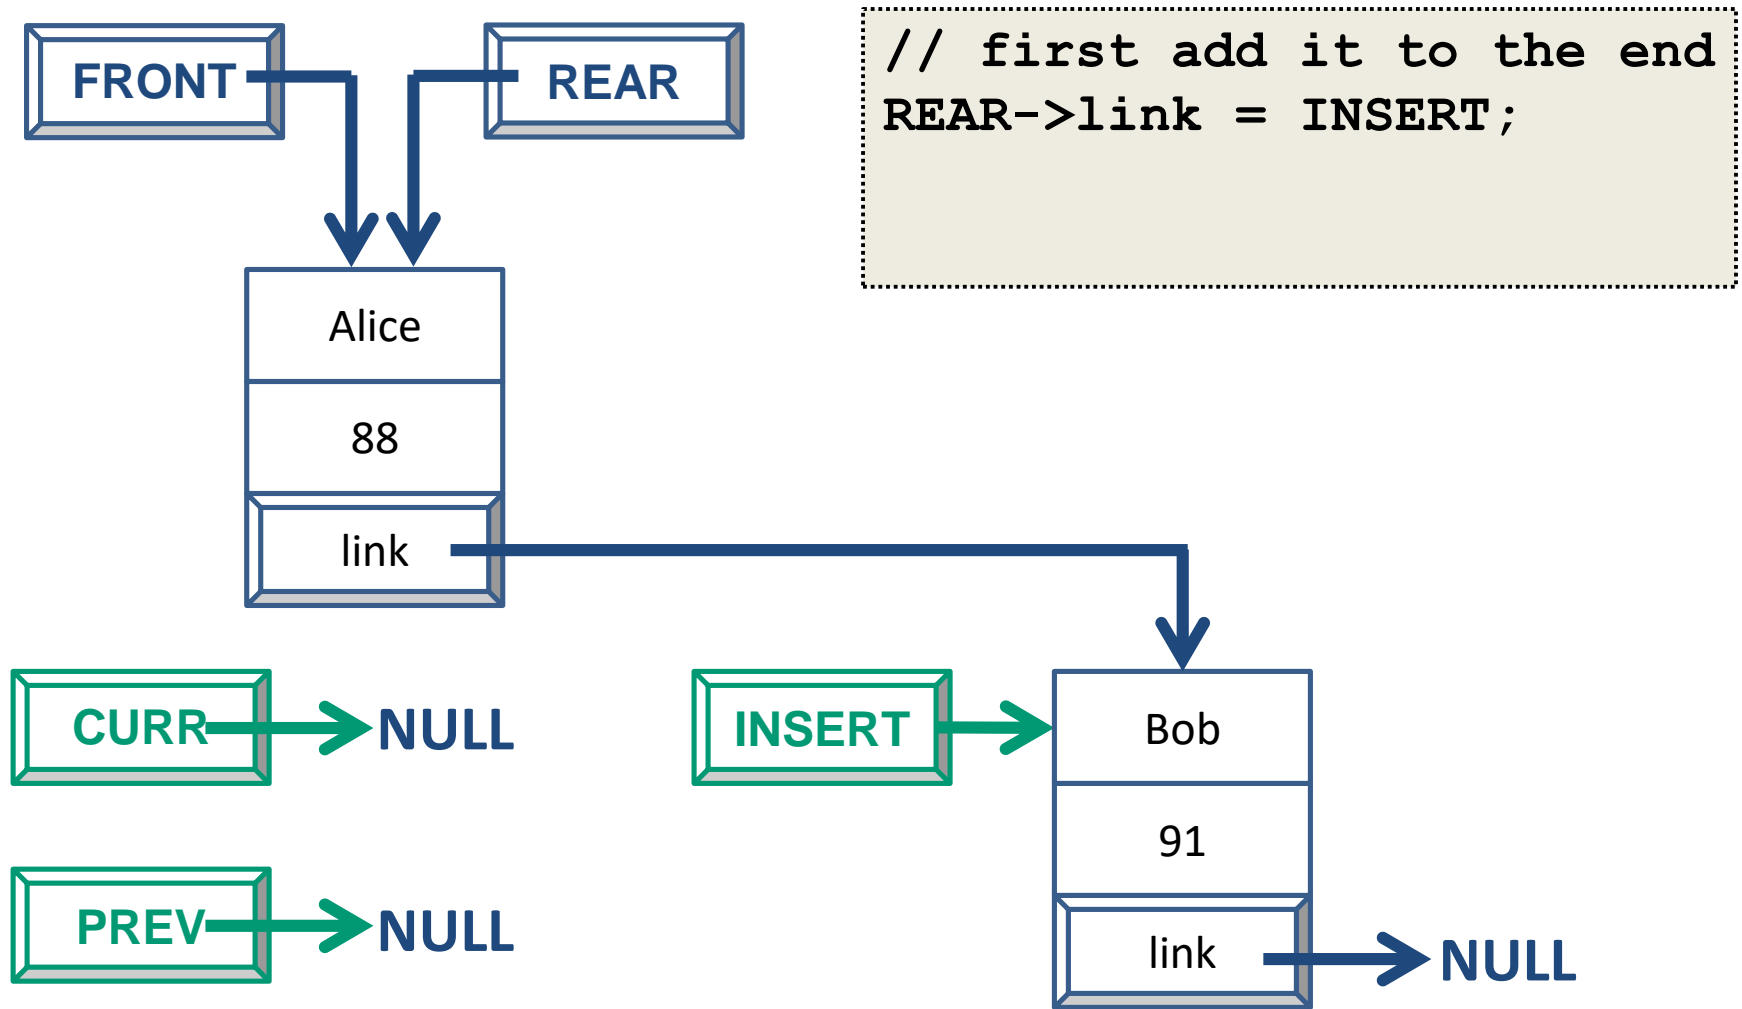 FRONT
REAR
// first add it to the end
REAR->link = INSERT;
Alice
88
link
CURR
NULL
INSERT
Bob
91
PREV
NULL
link
NULL